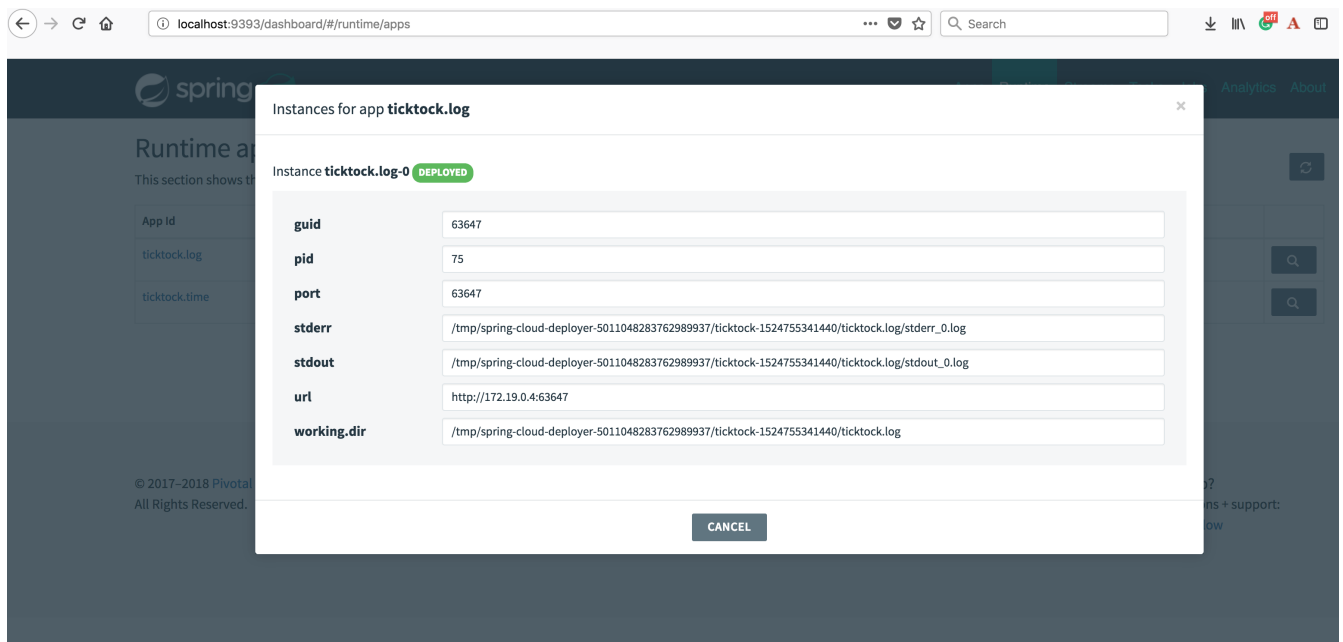 localhost:9393/dashboard/#/runtime/apps
Search
off
A
spring
Analytics About
Instances for app ticktock.log
×
Runtime
This section shows
Instance ticktock.log-0 DEPLOYED
App Id
ticktock.log
ticktock.time
guid 63647
pid 75
port 63647
stderr /tmp/spring-cloud-deployer-5011048283762989937/ticktock-1524755341440/ticktock.log/stderr_0.log
stdout /tmp/spring-cloud-deployer-5011048283762989937/ticktock-1524755341440/ticktock.log/stdout_0.log
url http://172.19.0.4:63647
working.dir /tmp/spring-cloud-deployer-5011048283762989937/ticktock-1524755341440/ticktock.log
© 2017–2018 Pivotal
All Rights Reserved.
+ support:
CANCEL